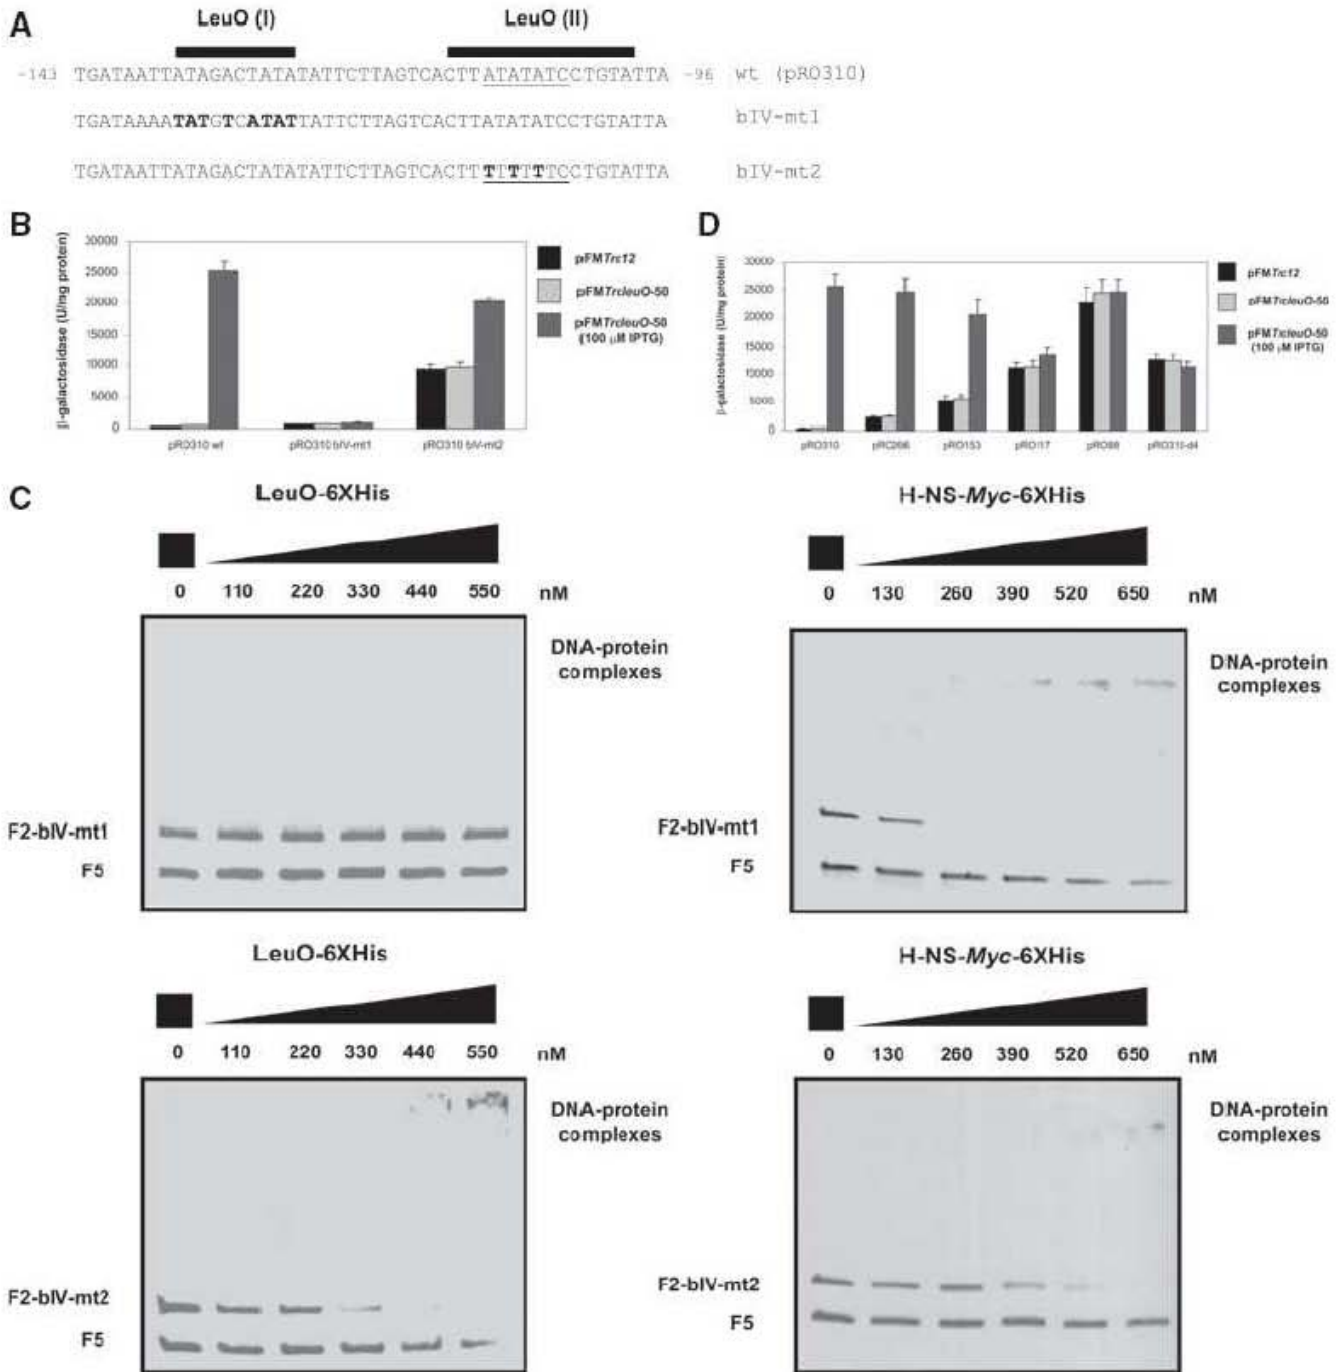 A
LeuO (I) LeuO (II)
-143 TGATAATTATAGACTATATATTCTTAGTCACTTATATATCCTGTATTA -96 wt (pRO310)
TGATAAAATATGTCATATTATTCTTAGTCACTTATATATCCTGTATTA bIV-mt1
TGATAATTATAGACTATATATTCTTAGTCACTTTTTTTTCCTGTATTA bIV-mt2
B
β-galactosidase (U/mg protein)
30000
25000
20000
15000
10000
5000
0
pRO310 wt pRO310 bIV-mt1 pRO310 bIV-mt2
pFMTrc12
pFMTrcleuO-50
pFMTrcleuO-50
(100 μM IPTG)
D
β-galactosidase (U/mg protein)
30000
25000
20000
15000
10000
5000
0
pRO310 pRO153 pRO88 pRO310-d4
pFMTrc12
pFMTrcleuO-50
pFMTrcleuO-50
(100 μM IPTG)
C
LeuO-6XHis
0 110 220 330 440 550 nM
DNA-protein
complexes
F2-bIV-mt1
F5
H-NS-Myc-6XHis
0 130 260 390 520 650 nM
DNA-protein
complexes
F2-bIV-mt1
F5
LeuO-6XHis
0 110 220 330 440 550 nM
DNA-protein
complexes
F2-bIV-mt2
F5
H-NS-Myc-6XHis
0 130 260 390 520 650 nM
DNA-protein
complexes
F2-bIV-mt2
F5